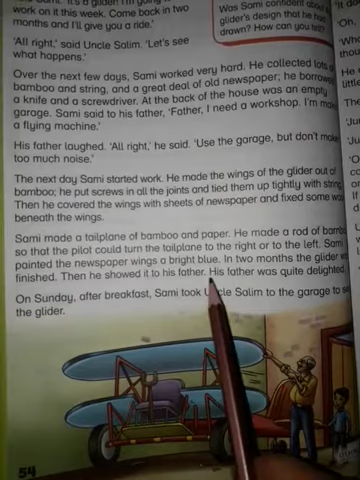 Sami. 'It's a glider. I'm going
work on it this week. Come back in two
months and I'll give you a ride.'
'All right,' said Uncle Salim. 'Let's see
what happens.'
Over the next few days, Sami worked very hard. He collected lots of
bamboo and string, and a great deal of old newspaper; he borrowed
a knife and a screwdriver. At the back of the house was an empty
garage. Sami said to his father, 'Father, I need a workshop. I'm
a flying machine.'
His father laughed. 'All right,' he said. 'Use the garage, but don't make
too much noise.'
The next day Sami started work. He made the wings of the glider out of
bamboo; he put screws in all the joints and tied them up tightly with string.
Then he covered the wings with sheets of newspaper and fixed some
beneath the wings.
Sami made a tailplane of bamboo and paper. He made a rod of
so that the pilot could turn the tailplane to the right or to the left. Sami
painted the newspaper wings a bright blue. In two months the glider
finished. Then he showed it to his father. His father was quite delighted.
On Sunday, after breakfast, Sami took Uncle Salim to the garage to
the glider.
54
Was Sami confident about
glider's design that he had
drawn? How can you tell?